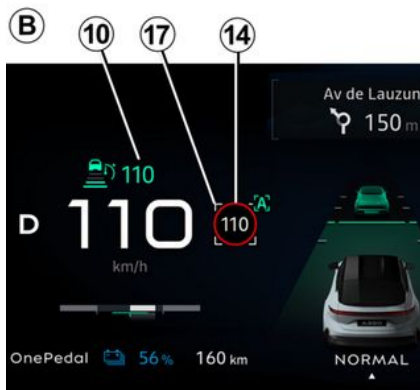 B
10
17
14
Av de Lauzun
150 m
110
A
D
110
110
km/h
OnePedal
56 %
160 km
NORMAL